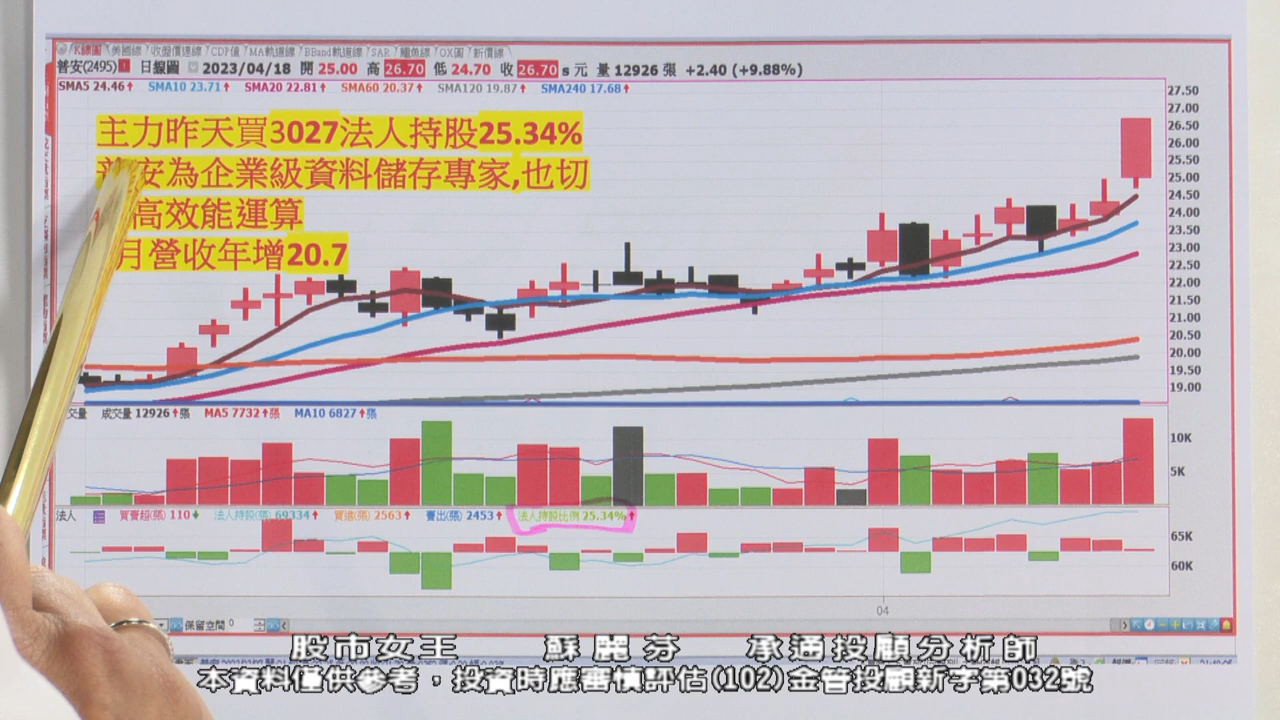 K線圖 美國線 收盤價連線 CDP值 MA軌道線 BBand軌道線 SAR 鱷魚線 OX圖 新價線
普安(2495) 日線圖 2023/04/18 開 25.00 高 26.70 低 24.70 收 26.70 s 元 量 12926 張 +2.40 (+9.88%)
SMA5 24.46↑ SMA10 23.71↑ SMA20 22.81↑ SMA60 20.37↑ SMA120 19.87↑ SMA240 17.68↑
主力昨天買3027法人持股25.34%
普安為企業級資料儲存專家,也切
高效能運算
月營收年增20.7
27.50
27.00
26.50
26.00
25.50
25.00
24.50
24.00
23.50
23.00
22.50
22.00
21.50
21.00
20.50
20.00
19.50
19.00
交量 成交量 12926↑張 MA5 7732↑張 MA10 6827↑張
10K
5K
法人 買賣超(張) 110↓ 法人持股(張) 69334↑ 買進(張) 2563↑ 賣出(張) 2453↑ 法人持股比例 25.34%↑
65K
60K
04
保留空間 0
股市女王 蘇麗芬 承通投顧分析師
本資料僅供參考，投資時應審慎評估(102)金管投顧新字第032號